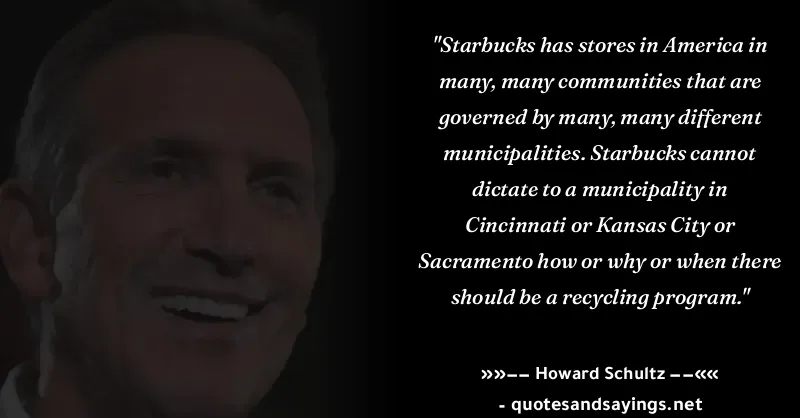 "Starbucks has stores in America in
many, many communities that are
governed by many, many different
municipalities. Starbucks cannot
dictate to a municipality in
Cincinnati or Kansas City or
Sacramento how or why or when there
should be a recycling program."
»»−− Howard Schultz −−««
- quotesandsayings.net